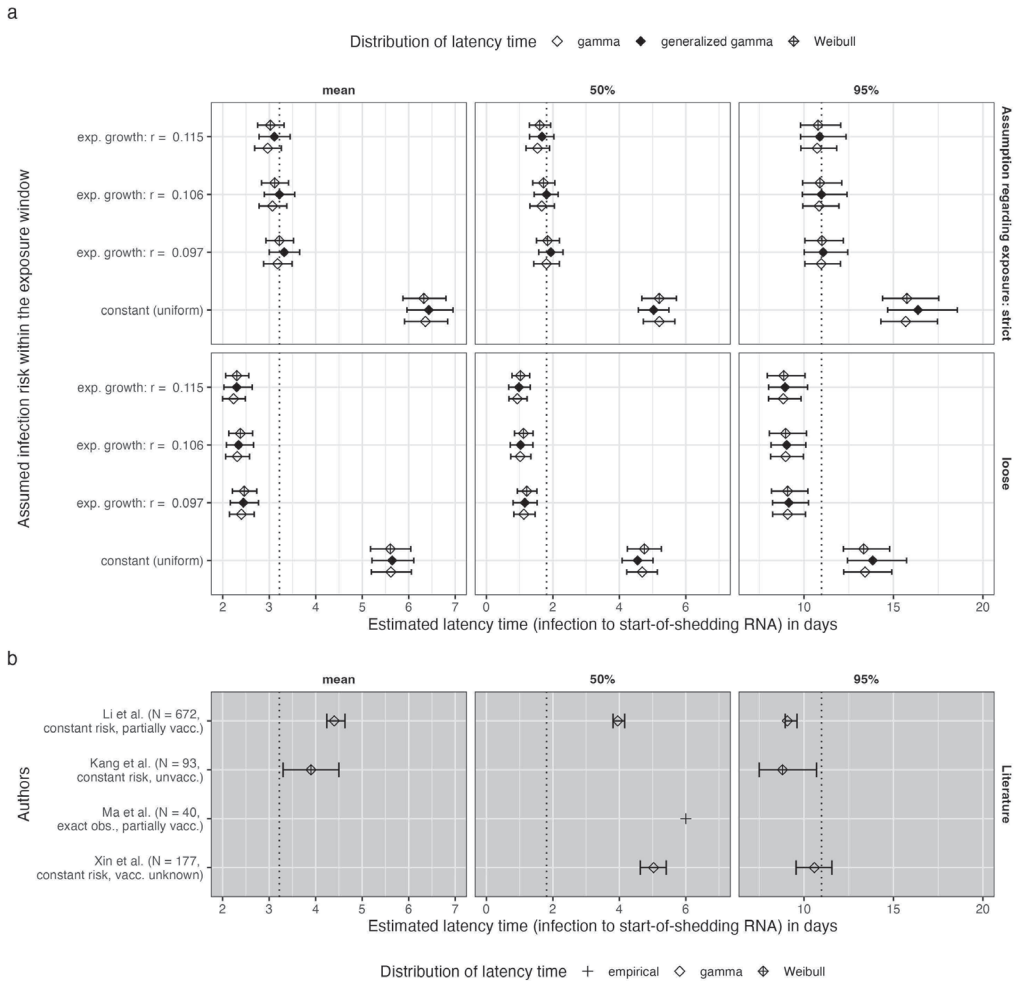 a
Distribution of latency time ◇ gamma ◆ generalized gamma Weibull
mean 50% 95%
Assumed infection risk within the exposure window
exp. growth: r = 0.115
exp. growth: r = 0.106
exp. growth: r = 0.097
constant (uniform)
Assumption regarding exposure: strict
exp. growth: r = 0.115
exp. growth: r = 0.106
exp. growth: r = 0.097
constant (uniform)
loose
2 3 4 5 6 7 0 2 4 6 10 15 20
Estimated latency time (infection to start-of-shedding RNA) in days
b
mean 50% 95%
Authors
Li et al. (N = 672,
constant risk, partially vacc.)
Kang et al. (N = 93,
constant risk, unvacc.)
Ma et al. (N = 40,
exact obs., partially vacc.)
Xin et al. (N = 177,
constant risk, vacc. unknown)
Literature
2 3 4 5 6 7 0 2 4 6 10 15 20
Estimated latency time (infection to start-of-shedding RNA) in days
Distribution of latency time + empirical ◇ gamma Weibull